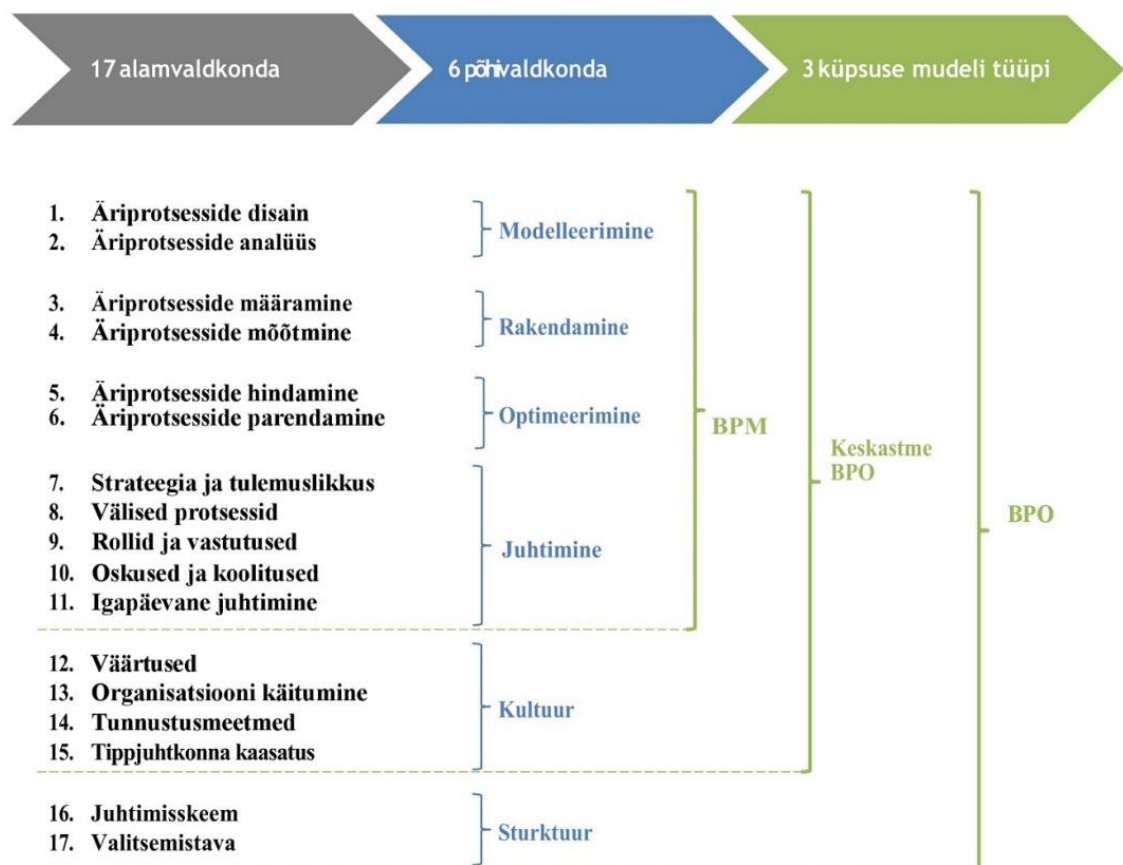 17 alamvaldkonda
6 põhivaldkonda
3 küpsuse mudeli tüüpi
1. Äriprotsesside disain
2. Äriprotsesside analüüs
Modelleerimine
3. Äriprotsesside määramine
4. Äriprotsesside mõõtmine
Rakendamine
5. Äriprotsesside hindamine
6. Äriprotsesside parendamine
Optimeerimine
7. Strateegia ja tulemuslikkus
8. Välised protsessid
9. Rollid ja vastutused
10. Oskused ja koolitused
11. Igapäevane juhtimine
Juhtimine
BPM
12. Väärtused
13. Organisatsiooni käitumine
14. Tunnustusmeetmed
15. Tippjuhtkonna kaasatus
Kultuur
Keskastme
BPO
16. Juhtimisskeem
17. Valitsemistava
Sturktuur
BPO